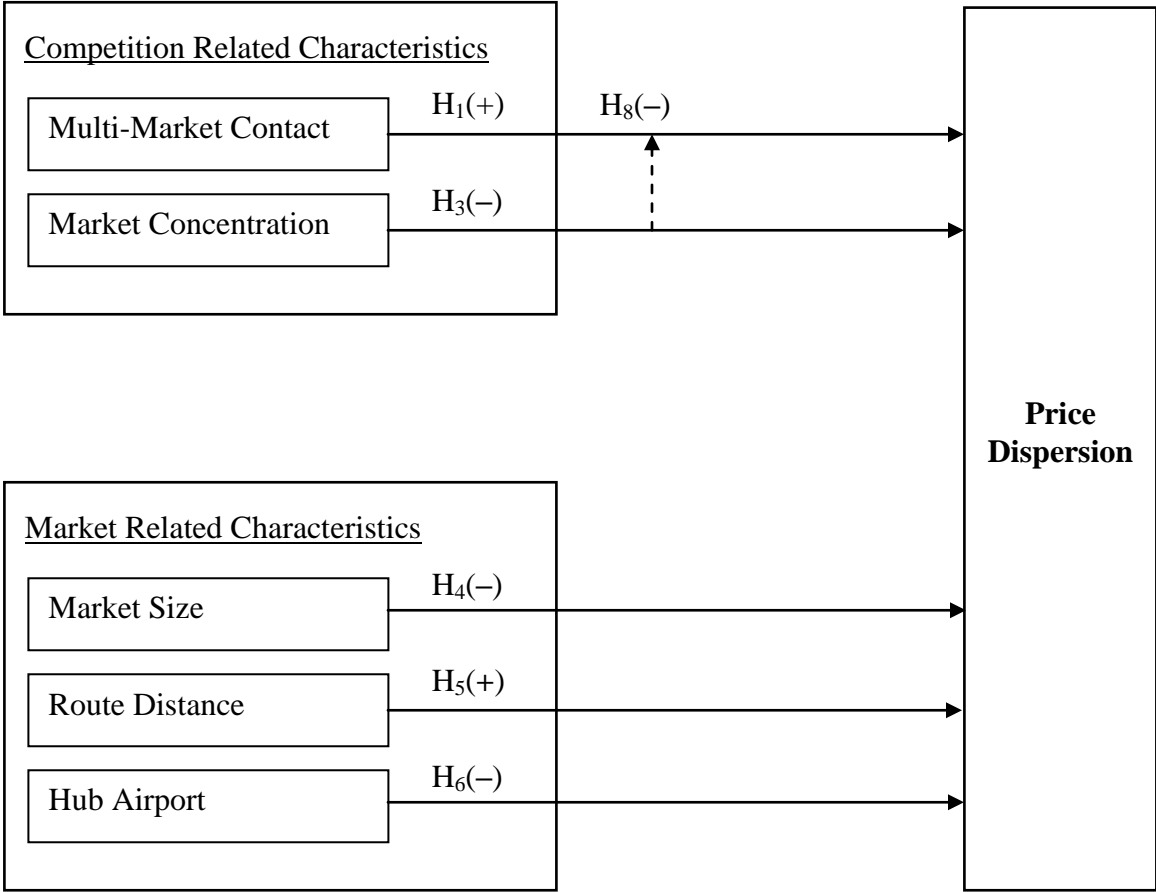 Competition Related Characteristics
H₁(+)
H₈(–)
Multi-Market Contact
H₃(–)
Market Concentration
Price
Dispersion
Market Related Characteristics
H₄(–)
Market Size
H₅(+)
Route Distance
H₆(–)
Hub Airport